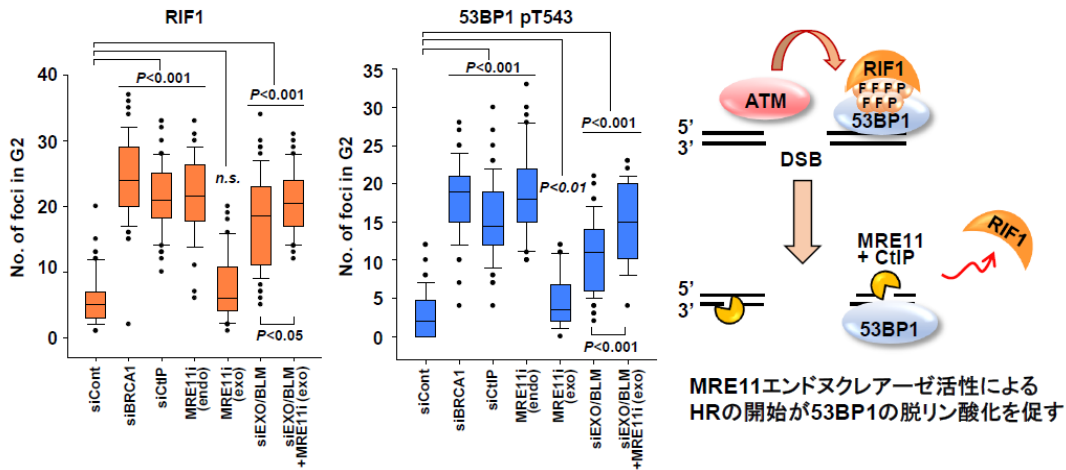 RIF1
No. of foci in G2
40
30
20
10
0
P<0.001
n.s.
P<0.001
P<0.05
siCont
siBRCA1
siCtIP
MRE11i
(endo)
MRE11i
(exo)
siEXO/BLM
siEXO/BLM
+MRE11i (exo)
53BP1 pT543
No. of foci in G2
35
30
25
20
15
10
5
0
P<0.001
P<0.01
P<0.001
P<0.001
siCont
siBRCA1
siCtIP
MRE11i
(endo)
MRE11i
(exo)
siEXO/BLM
siEXO/BLM
+MRE11i (exo)
ATM
RIF1
F F F P
F F P
53BP1
5’
3’
DSB
MRE11
+ CtIP
RIF1
5’
3’
53BP1
MRE11エンドヌクレアーゼ活性による
HRの開始が53BP1の脱リン酸化を促す